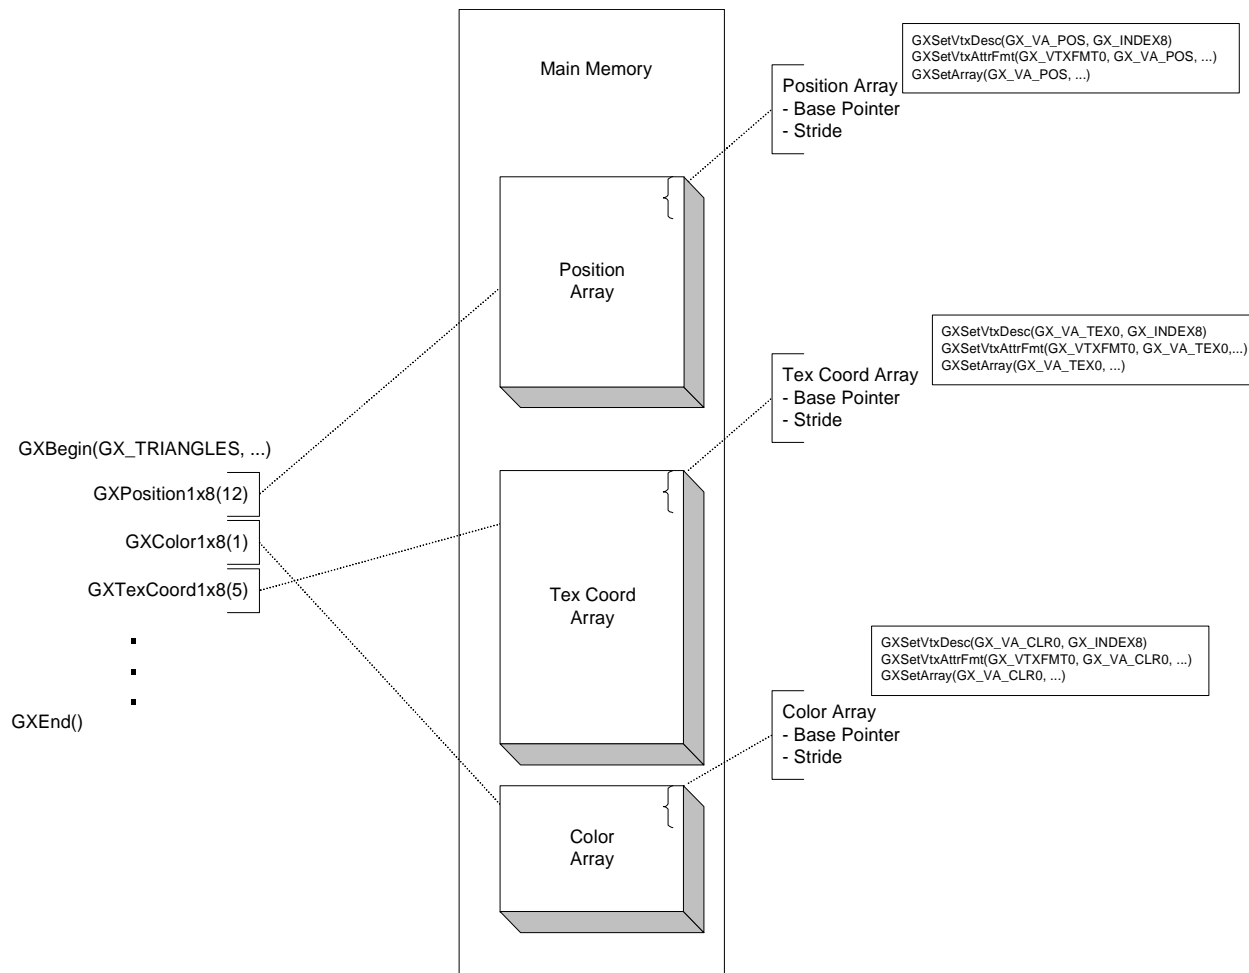 Main Memory
GXSetVtxDesc(GX_VA_POS, GX_INDEX8)
GXSetVtxAttrFmt(GX_VTXFMT0, GX_VA_POS, ...)
GXSetArray(GX_VA_POS, ...)
Position Array
- Base Pointer
- Stride
Position
Array
GXSetVtxDesc(GX_VA_TEX0, GX_INDEX8)
GXSetVtxAttrFmt(GX_VTXFMT0, GX_VA_TEX0,...)
GXSetArray(GX_VA_TEX0, ...)
Tex Coord Array
- Base Pointer
- Stride
GXBegin(GX_TRIANGLES, ...)
GXPosition1x8(12)
GXColor1x8(1)
GXTexCoord1x8(5)
GXEnd()
Tex Coord
Array
GXSetVtxDesc(GX_VA_CLR0, GX_INDEX8)
GXSetVtxAttrFmt(GX_VTXFMT0, GX_VA_CLR0, ...)
GXSetArray(GX_VA_CLR0, ...)
Color Array
- Base Pointer
- Stride
Color
Array